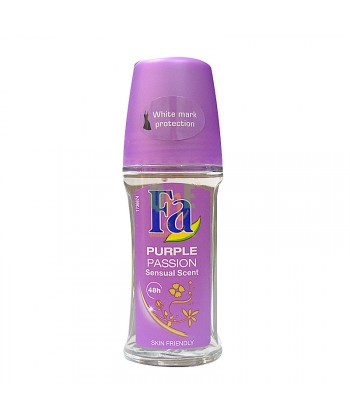 White mark
protection
Fa
PURPLE
PASSION
Sensual Scent
48h
SKIN FRIENDLY